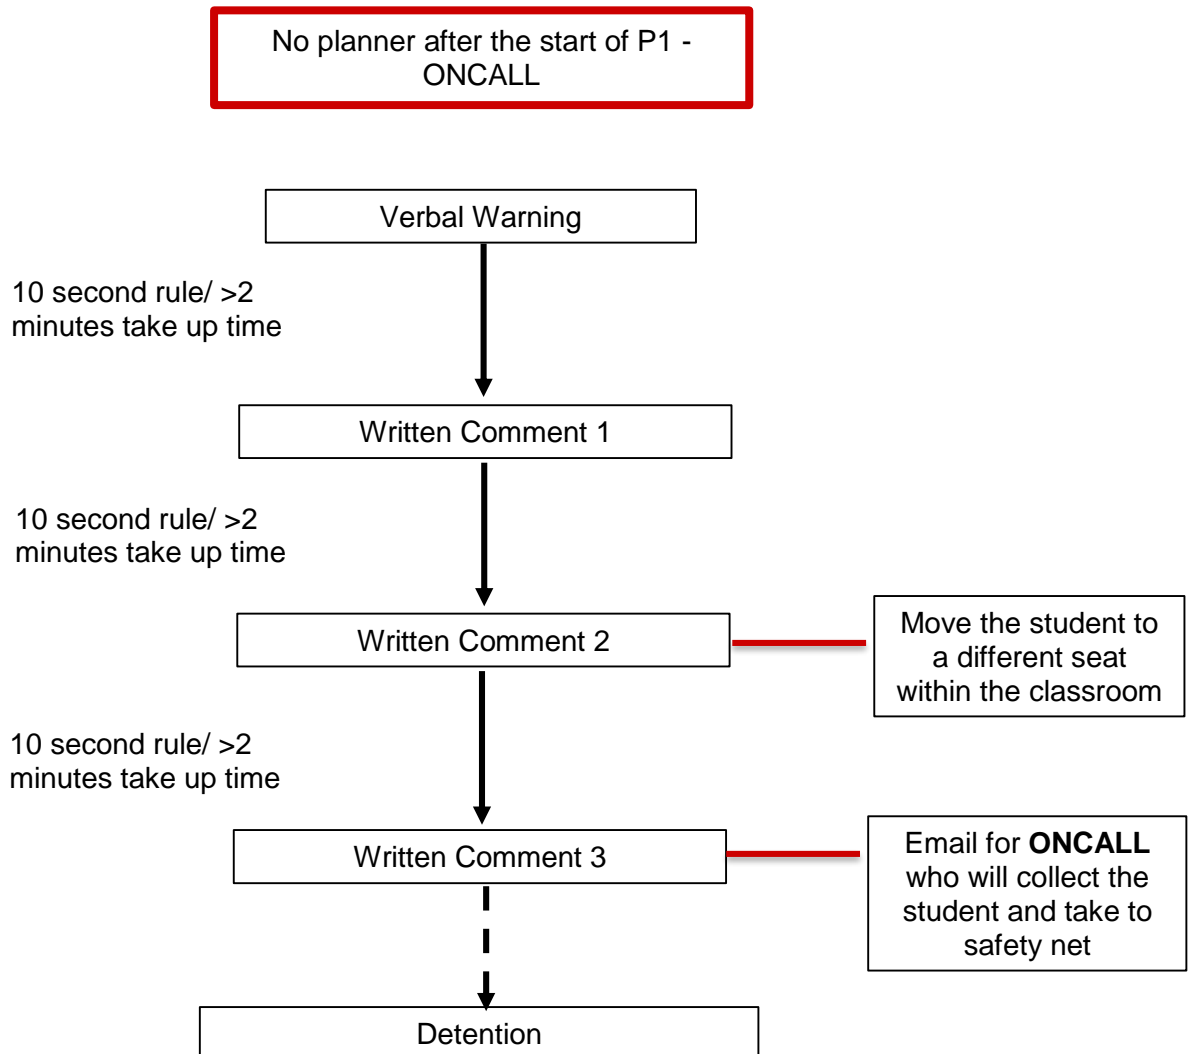 No planner after the start of P1 -
ONCALL
Verbal Warning
10 second rule/ >2
minutes take up time
Written Comment 1
10 second rule/ >2
minutes take up time
Written Comment 2
Move the student to
a different seat
within the classroom
10 second rule/ >2
minutes take up time
Written Comment 3
Email for ONCALL
who will collect the
student and take to
safety net
Detention